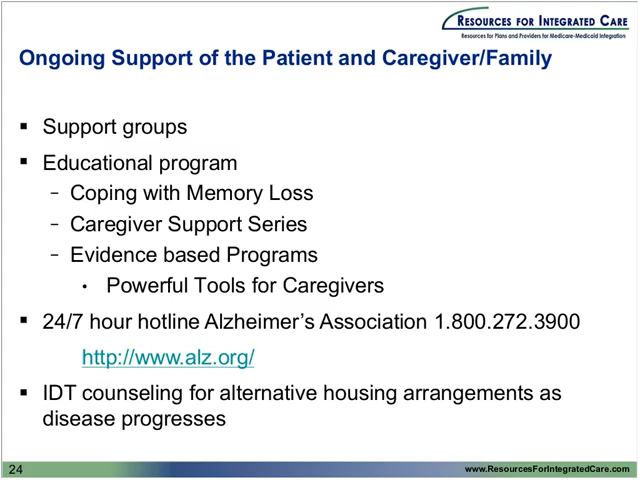 RESOURCES FOR INTEGRATED CARE
Resources for Plans and Providers for Medicare-Medicaid Integration
Ongoing Support of the Patient and Caregiver/Family
▪ Support groups
▪ Educational program
– Coping with Memory Loss
– Caregiver Support Series
– Evidence based Programs
• Powerful Tools for Caregivers
▪ 24/7 hour hotline Alzheimer’s Association 1.800.272.3900
http://www.alz.org/
▪ IDT counseling for alternative housing arrangements as
disease progresses
24
www.ResourcesForIntegratedCare.com